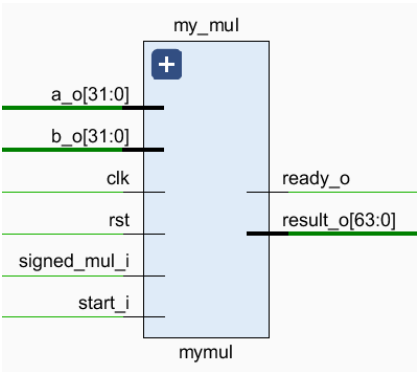 my_mul
a_o[31:0]
b_o[31:0]
clk
rst
signed_mul_i
start_i
ready_o
result_o[63:0]
mymul